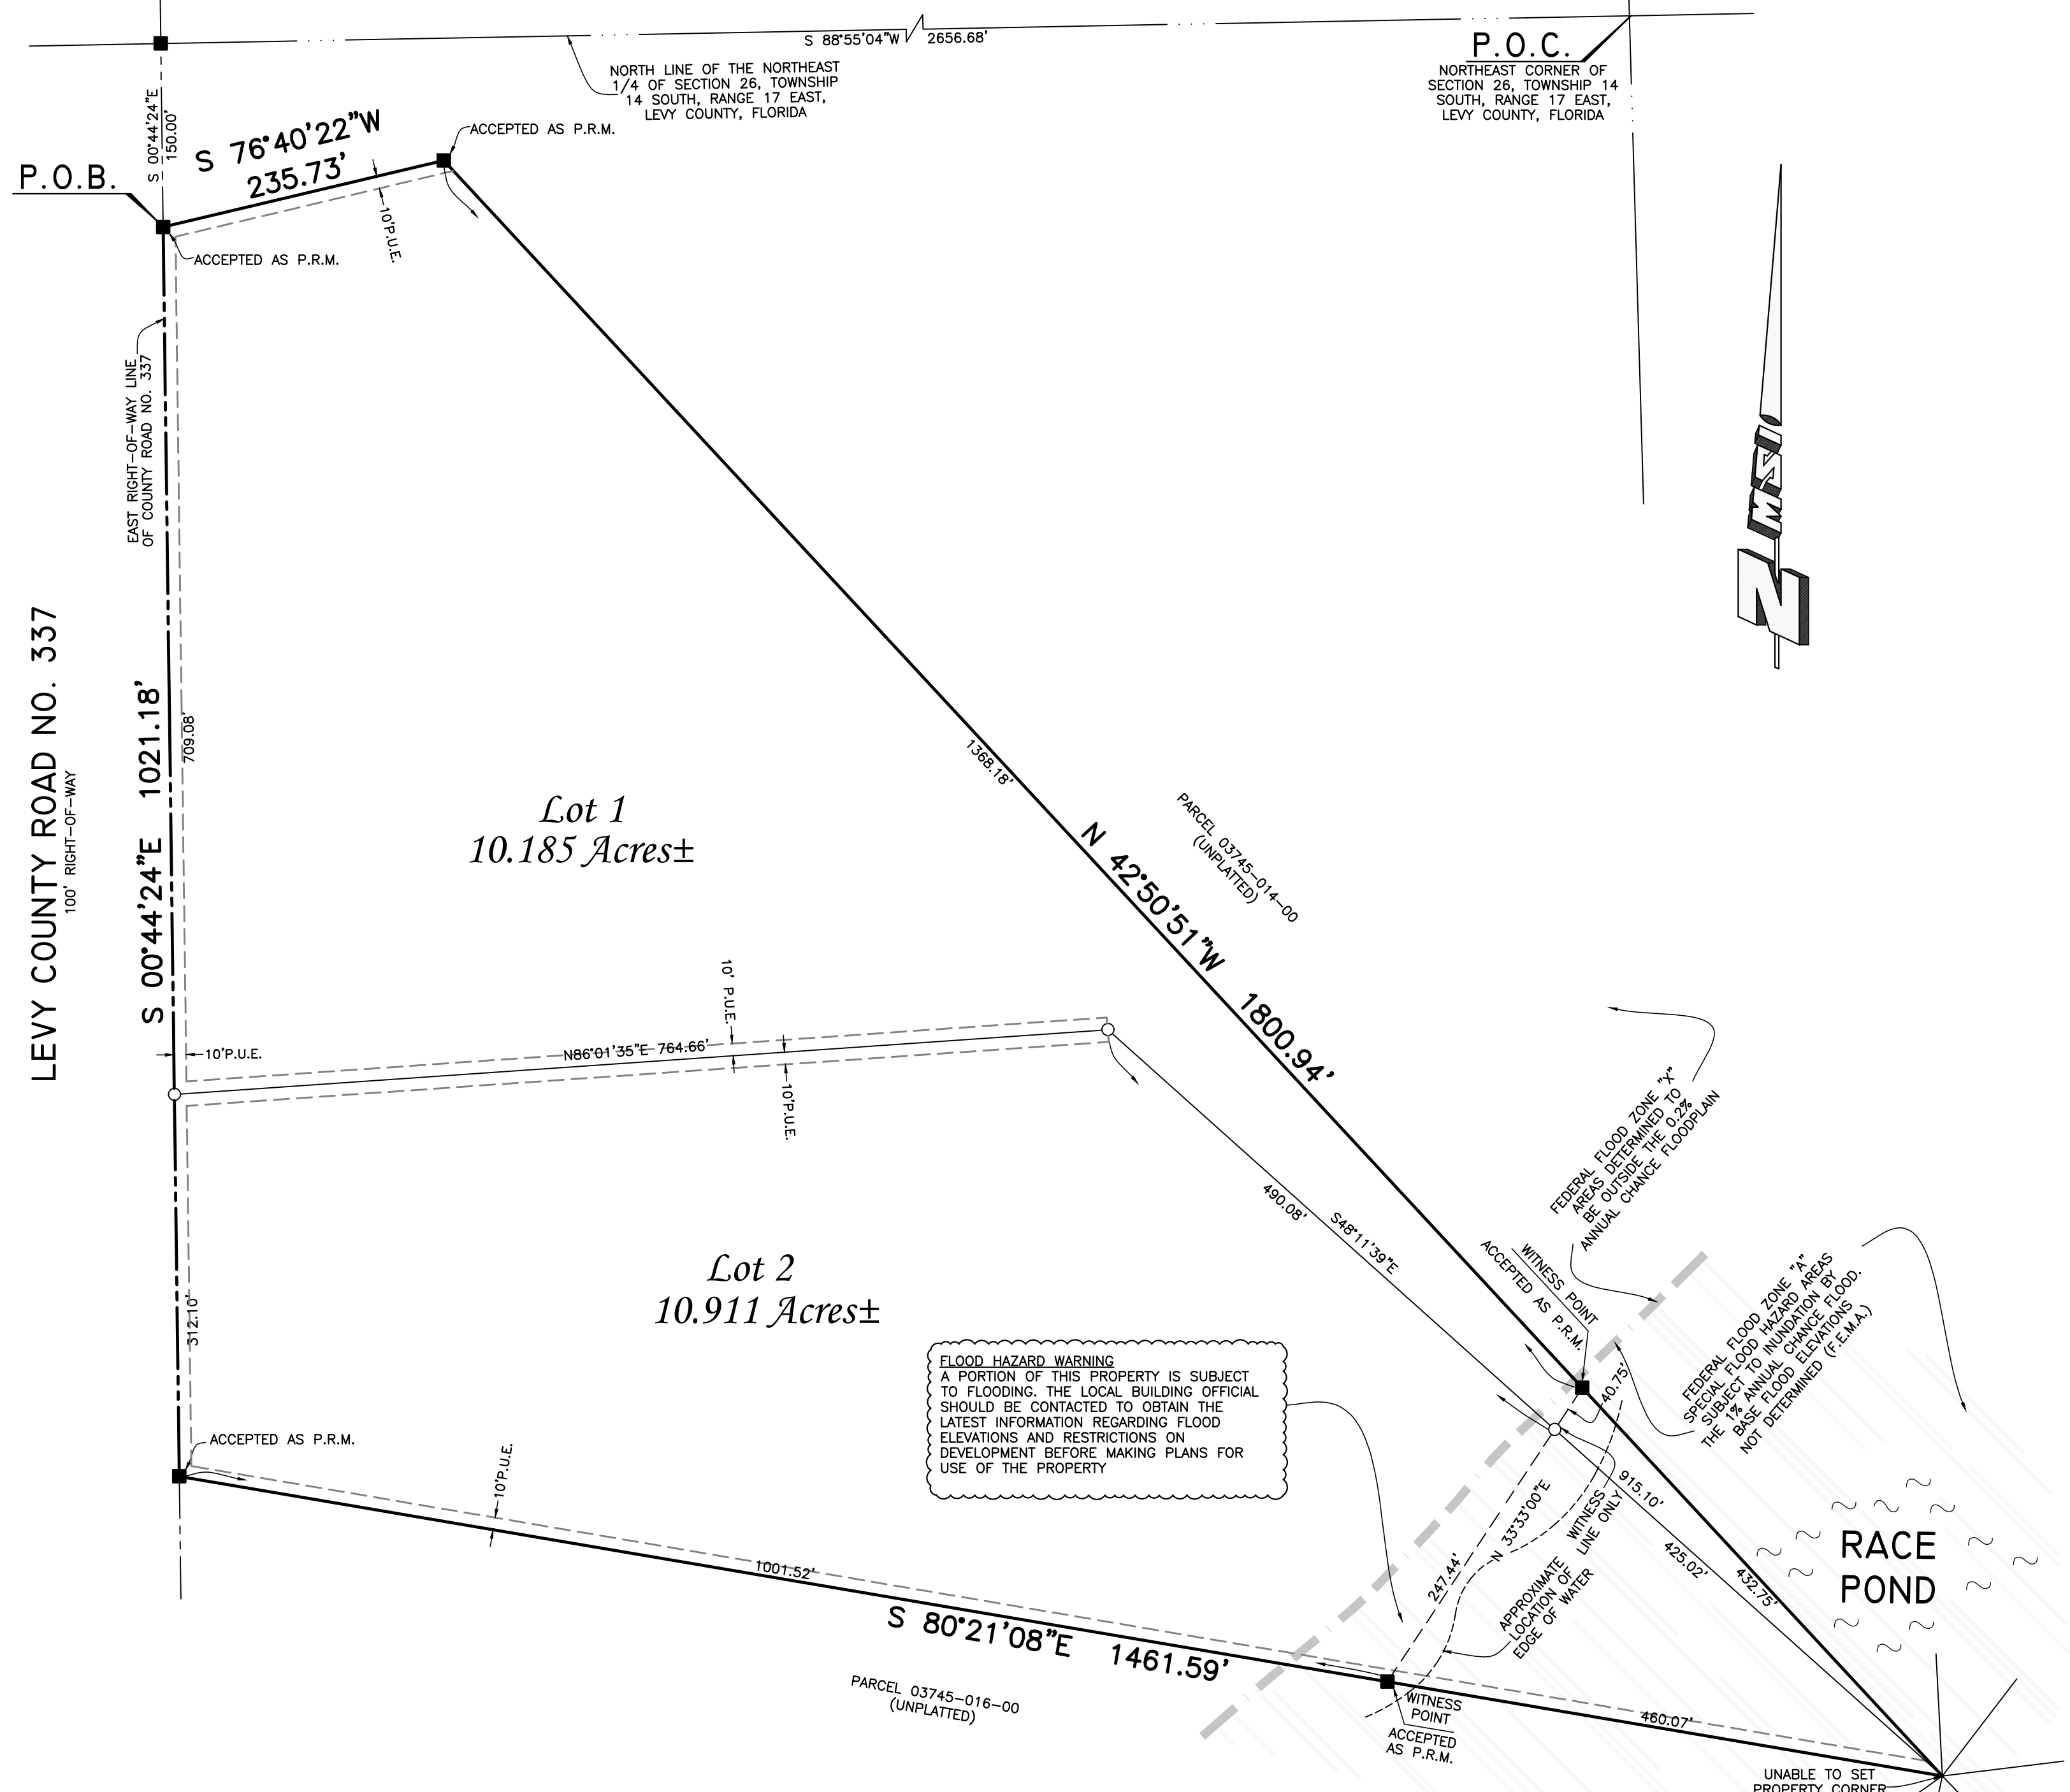 S 88°55'04"W 2656.68'
P.O.C.
NORTHEAST CORNER OF
SECTION 26, TOWNSHIP 14
SOUTH, RANGE 17 EAST,
LEVY COUNTY, FLORIDA
NORTH LINE OF THE NORTHEAST
1/4 OF SECTION 26, TOWNSHIP
14 SOUTH, RANGE 17 EAST,
LEVY COUNTY, FLORIDA
S 00°44'24"E
150.00'
S 76°40'22"W
235.73'
ACCEPTED AS P.R.M.
P.O.B.
10'P.U.E.
ACCEPTED AS P.R.M.
EAST RIGHT-OF-WAY LINE
OF COUNTY ROAD NO. 337
MSI
N
LEVY COUNTY ROAD NO. 337
100' RIGHT-OF-WAY
S 00°44'24"E 1021.18'
709.08'
1368.18'
Lot 1
10.185 Acres±
PARCEL 03745-014-00
(UNPLATTED)
N 42°50'51"W 1800.94'
10' P.U.E.
10'P.U.E.
N86°01'35"E 764.66'
10'P.U.E.
FEDERAL FLOOD ZONE "X"
AREAS DETERMINED TO
BE OUTSIDE THE 0.2%
ANNUAL CHANCE FLOODPLAIN
490.08'
S48°11'39"E
WITNESS POINT
ACCEPTED AS P.R.M.
Lot 2
10.911 Acres±
312.10'
FEDERAL FLOOD ZONE "A"
SPECIAL FLOOD HAZARD AREAS
SUBJECT TO INUNDATION BY
THE 1% ANNUAL CHANCE FLOOD.
BASE FLOOD ELEVATIONS
NOT DETERMINED (F.E.M.A.)
FLOOD HAZARD WARNING
A PORTION OF THIS PROPERTY IS SUBJECT
TO FLOODING. THE LOCAL BUILDING OFFICIAL
SHOULD BE CONTACTED TO OBTAIN THE
LATEST INFORMATION REGARDING FLOOD
ELEVATIONS AND RESTRICTIONS ON
DEVELOPMENT BEFORE MAKING PLANS FOR
USE OF THE PROPERTY
40.75'
ACCEPTED AS P.R.M.
10'P.U.E.
915.10'
N 33°33'00"E
WITNESS
LINE ONLY
247.44'
425.02'
432.75'
RACE
POND
APPROXIMATE
LOCATION OF
EDGE OF WATER
1001.52'
S 80°21'08"E 1461.59'
PARCEL 03745-016-00
(UNPLATTED)
WITNESS
POINT
ACCEPTED
AS P.R.M.
460.07'
UNABLE TO SET
PROPERTY CORNER